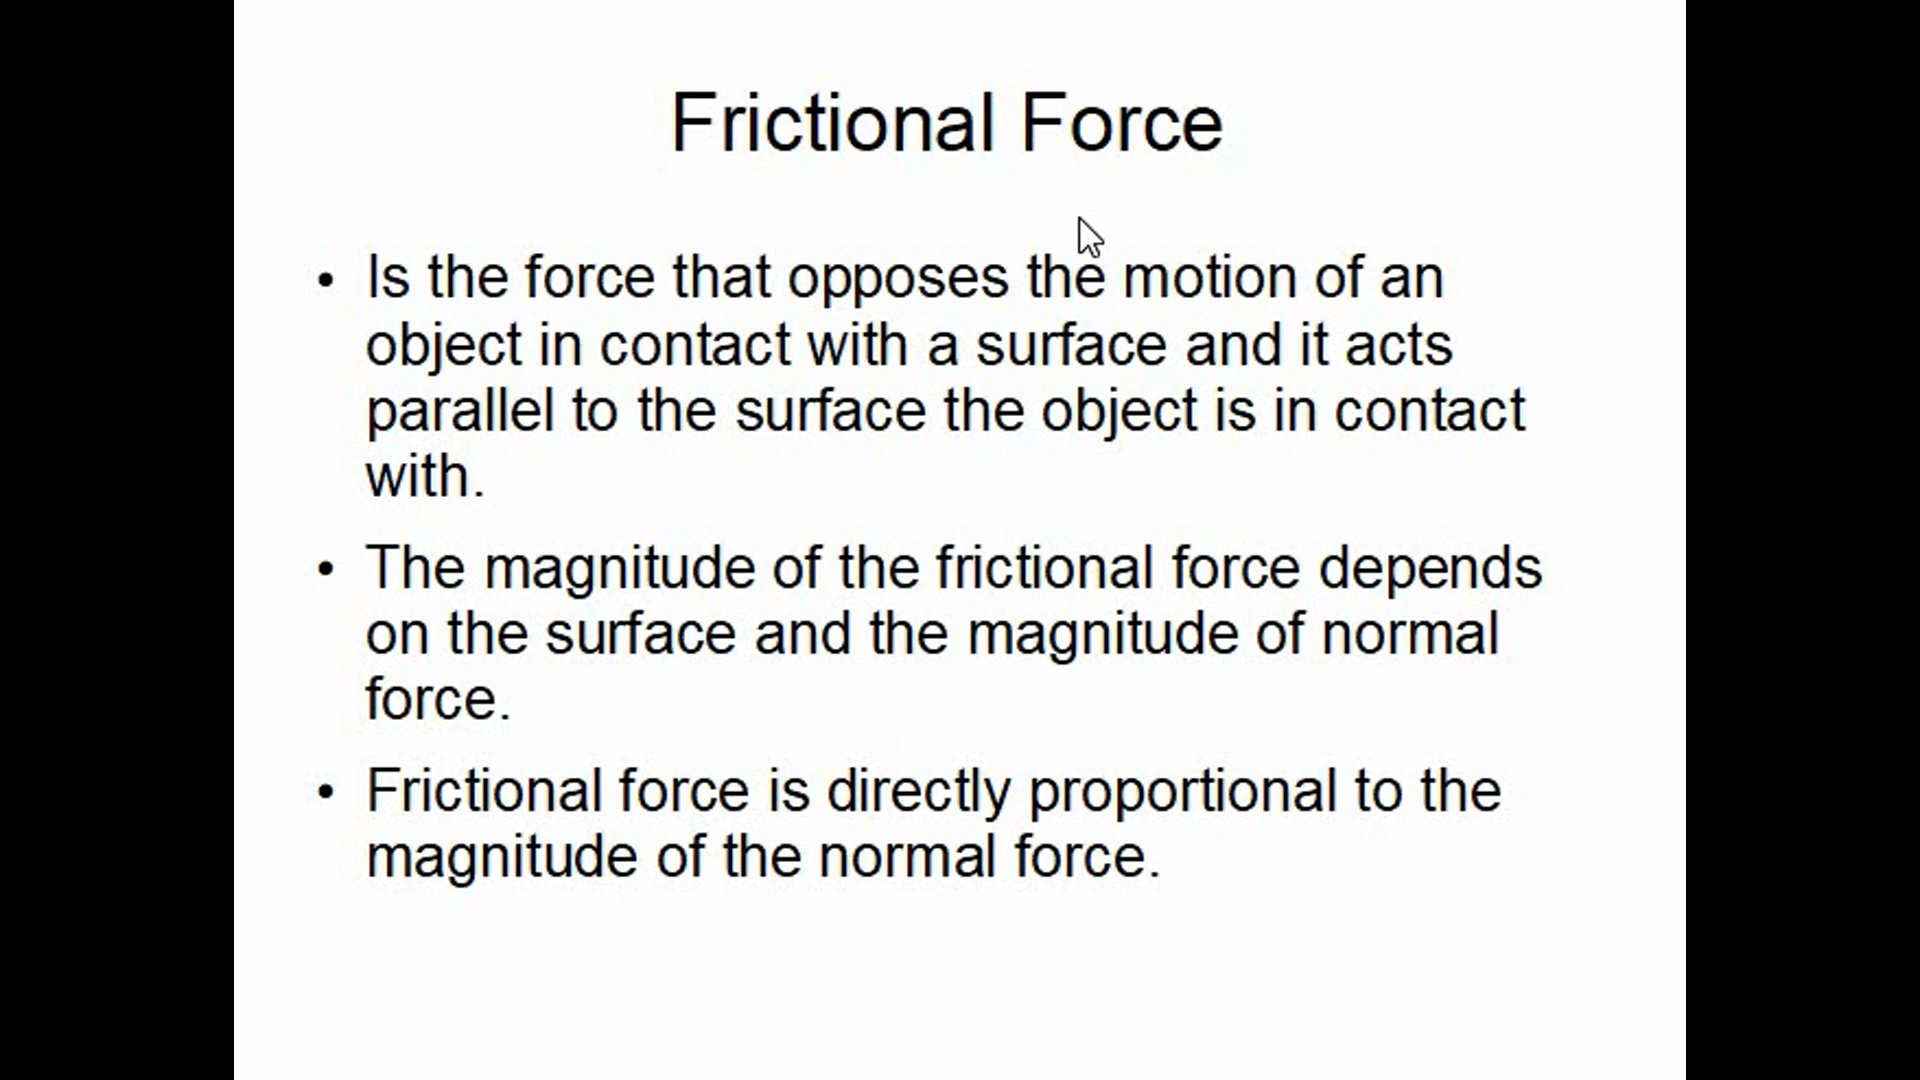 Frictional Force
• Is the force that opposes the motion of an
object in contact with a surface and it acts
parallel to the surface the object is in contact
with.
• The magnitude of the frictional force depends
on the surface and the magnitude of normal
force.
• Frictional force is directly proportional to the
magnitude of the normal force.